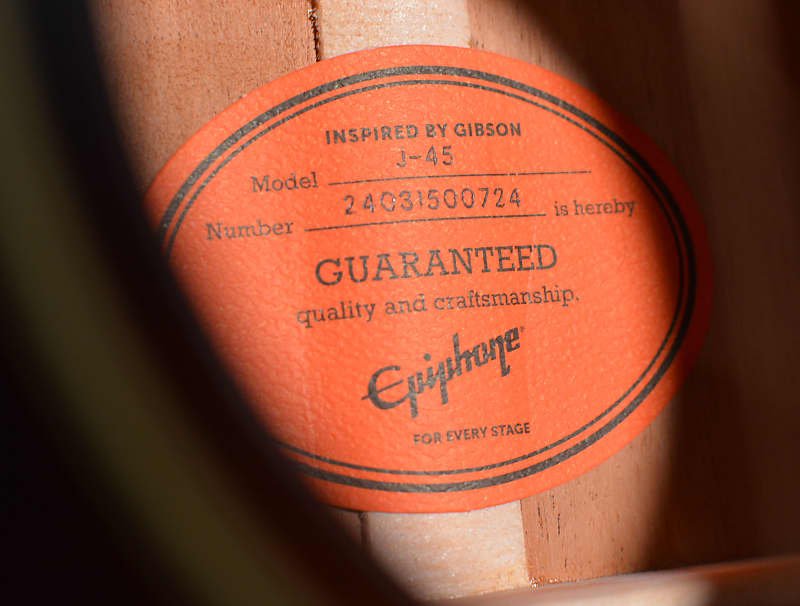 INSPIRED BY GIBSON
J-45
Model
24031500724
Number is hereby
GUARANTEED
quality and craftsmanship.
Epiphone®
FOR EVERY STAGE